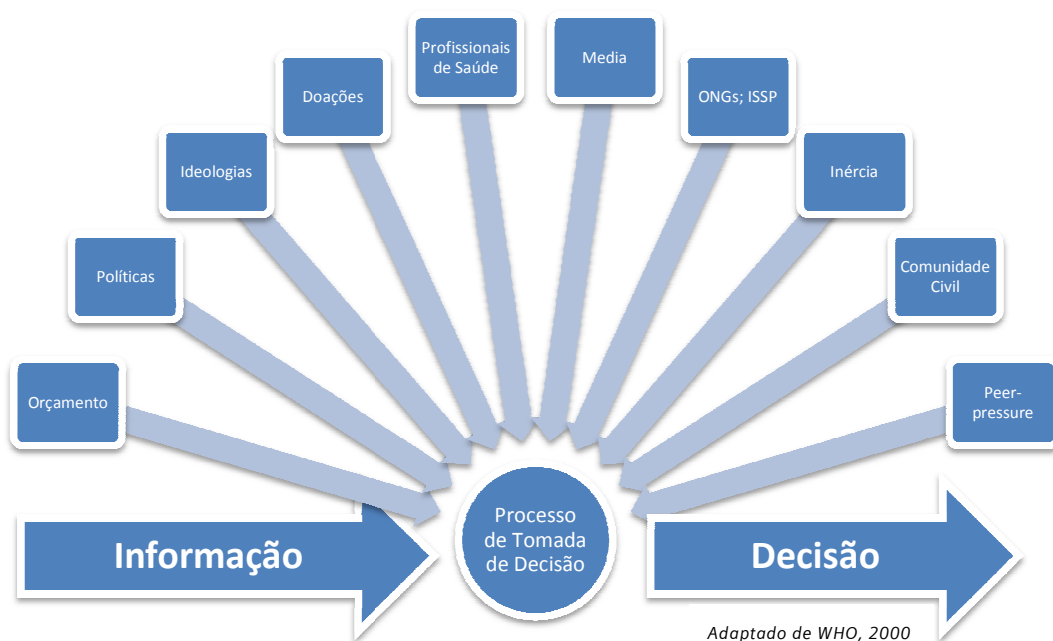 Profissionais
de Saúde
Media
Doações
ONGs; ISSP
Ideologias
Inércia
Políticas
Comunidade
Civil
Orçamento
Peer-
pressure
Informação
Processo
de Tomada
de Decisão
Decisão
Adaptado de WHO, 2000